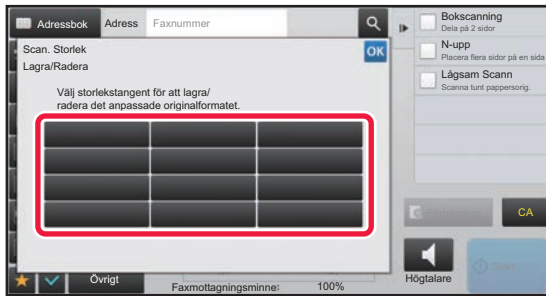 Adressbok
Adress
Faxnummer
Scan. Storlek
OK
Lagra/Radera
Välj storlekstangent för att lagra/
radera det anpassade originalformatet.
Övrigt
Faxmottagningsminne:
100%
Bokscanning
Dela på 2 sidor
N-upp
Placera flera sidor på en sida
Lågsam Scann
Scanna tunt pappersorig.
CA
Högtalare
Start